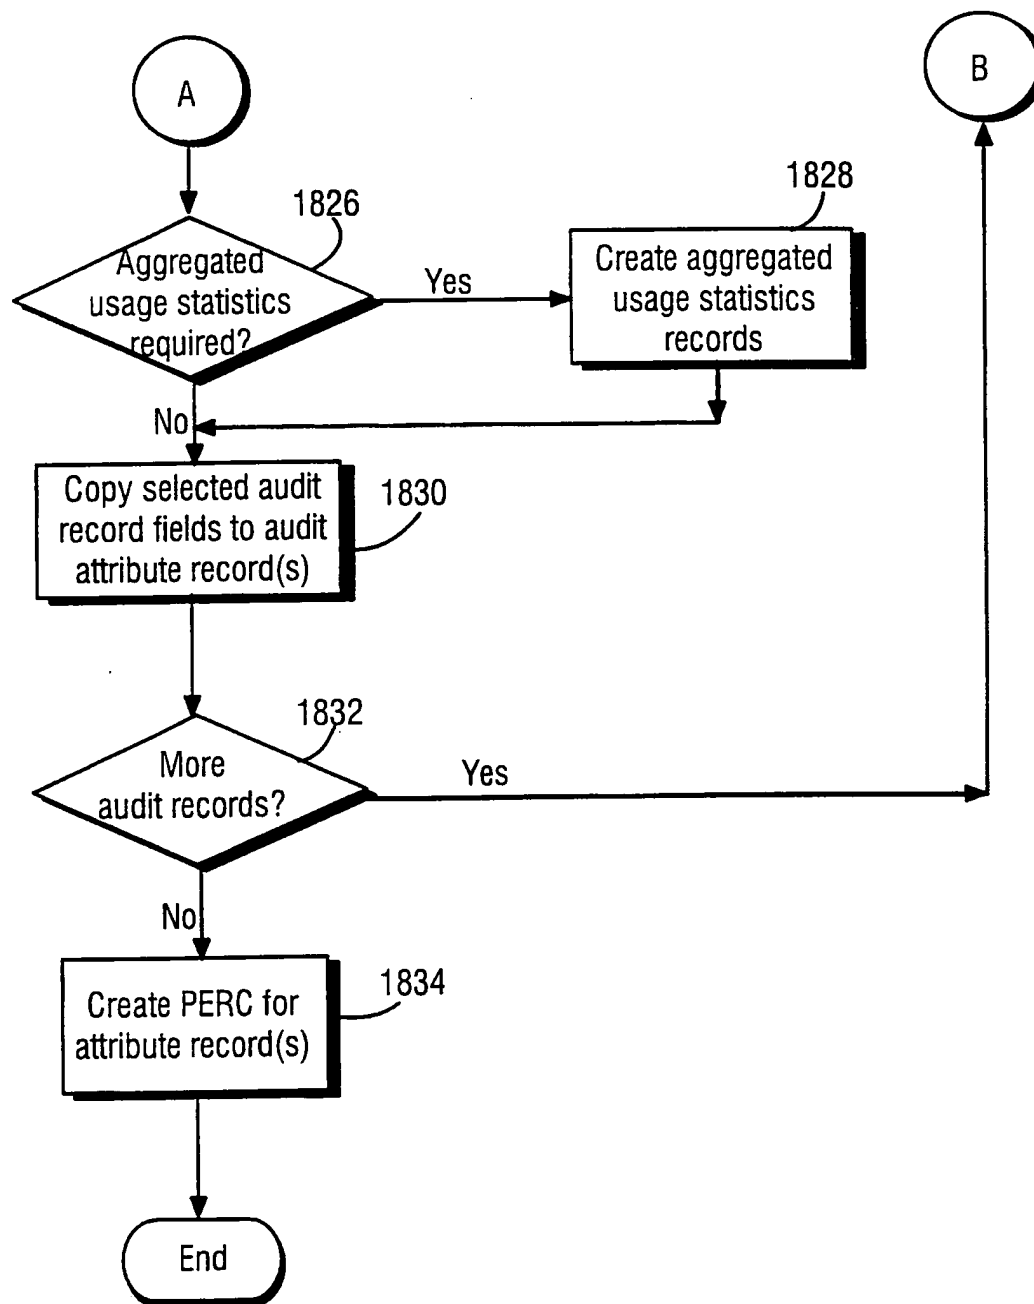 A
B
1826
Aggregated
usage statistics
required?
Yes
1828
Create aggregated
usage statistics
records
No
Copy selected audit
record fields to audit
attribute record(s)
1830
1832
More
audit records?
Yes
No
Create PERC for
attribute record(s)
1834
End